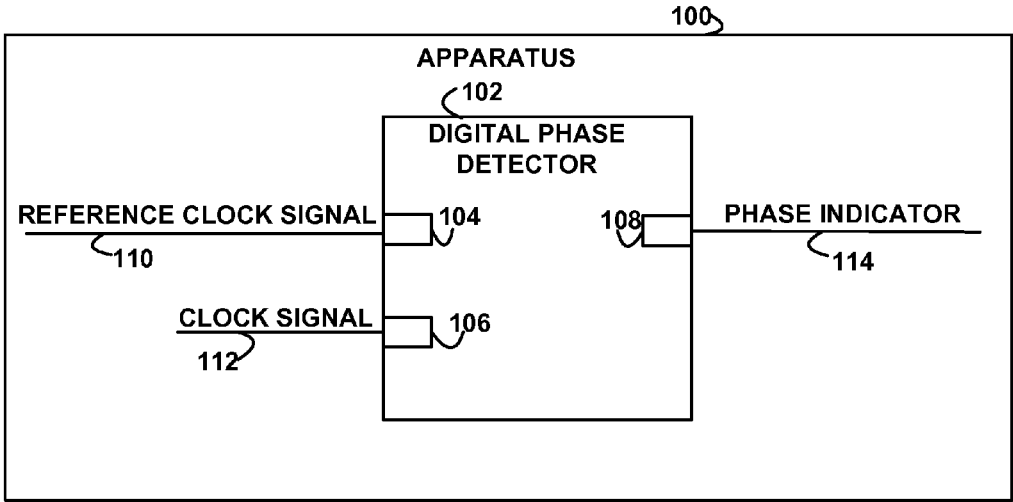 100
APPARATUS
102
DIGITAL PHASE
DETECTOR
REFERENCE CLOCK SIGNAL
104
108
PHASE INDICATOR
110
114
CLOCK SIGNAL
106
112